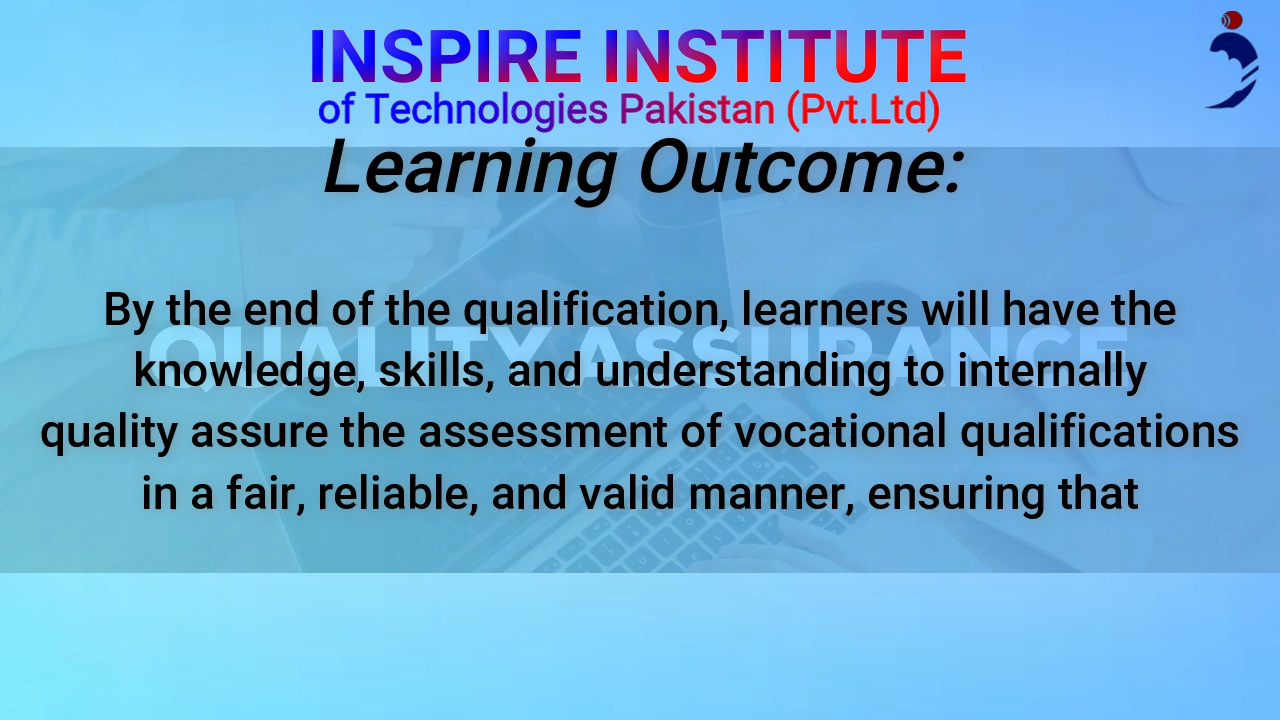 INSPIRE INSTITUTE
of Technologies Pakistan (Pvt.Ltd)
Learning Outcome:
QUALITY ASSURANCE
By the end of the qualification, learners will have the
knowledge, skills, and understanding to internally
quality assure the assessment of vocational qualifications
in a fair, reliable, and valid manner, ensuring that